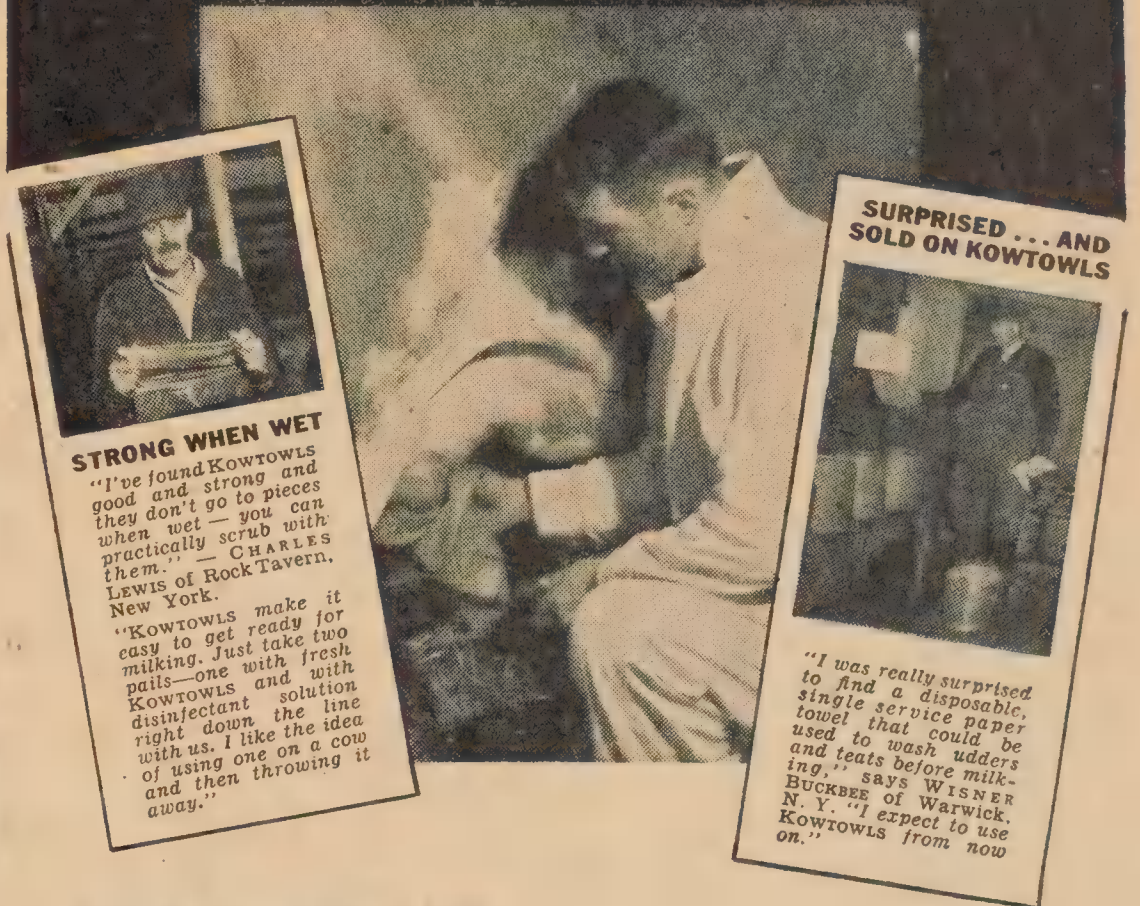 STRONG WHEN WET
"I've found KOWTOWLS
good and strong and
they don't go to pieces
when wet — you can
practically scrub with
them." — CHARLES
LEWIS of Rock Tavern,
New York.
"KOWTOWLS make it
easy to get ready for
milking. Just take two
pails—one with fresh
KOWTOWLS and with
disinfectant solution
right down the line
with us. I like the idea
of using one on a cow
and then throwing it
away."
SURPRISED . . . AND
SOLD ON KOWTOWLS
"I was really surprised
to find a disposable,
single service paper
towel that could be
used to wash udders
and teats before milk-
ing," says WISNER
BUCKBEE of Warwick,
N. Y. "I expect to use
KOWTOWLS from now
on."